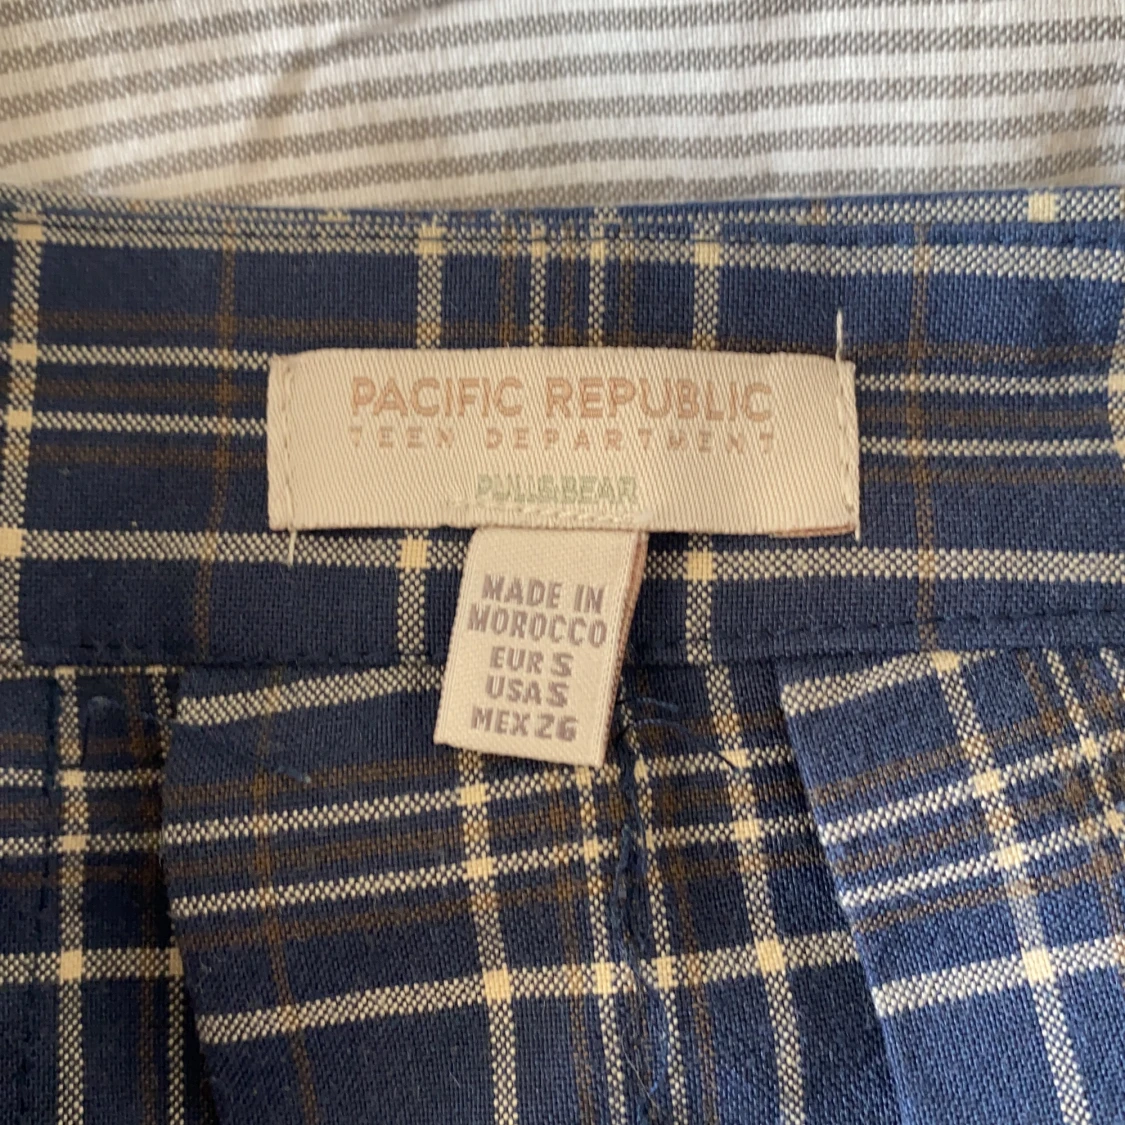 PACIFIC REPUBLIC
TEEN DEPARTMENT
PULL&BEAR
MADE IN
MOROCCO
EUR S
USA S
MEX 26